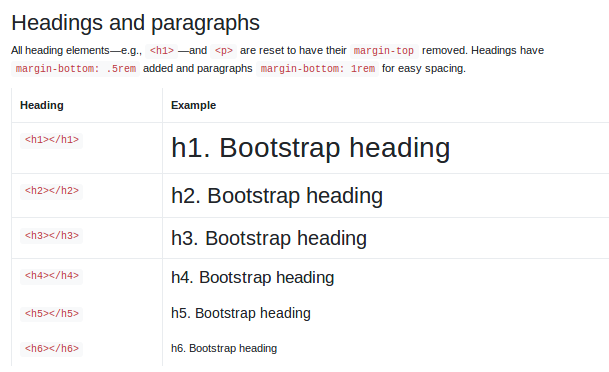 Headings and paragraphs
All heading elements—e.g., <h1> —and <p> are reset to have their margin-top removed. Headings have
margin-bottom: .5rem added and paragraphs margin-bottom: 1rem for easy spacing.
Heading Example
<h1></h1> h1. Bootstrap heading
<h2></h2> h2. Bootstrap heading
<h3></h3> h3. Bootstrap heading
<h4></h4> h4. Bootstrap heading
<h5></h5> h5. Bootstrap heading
<h6></h6> h6. Bootstrap heading